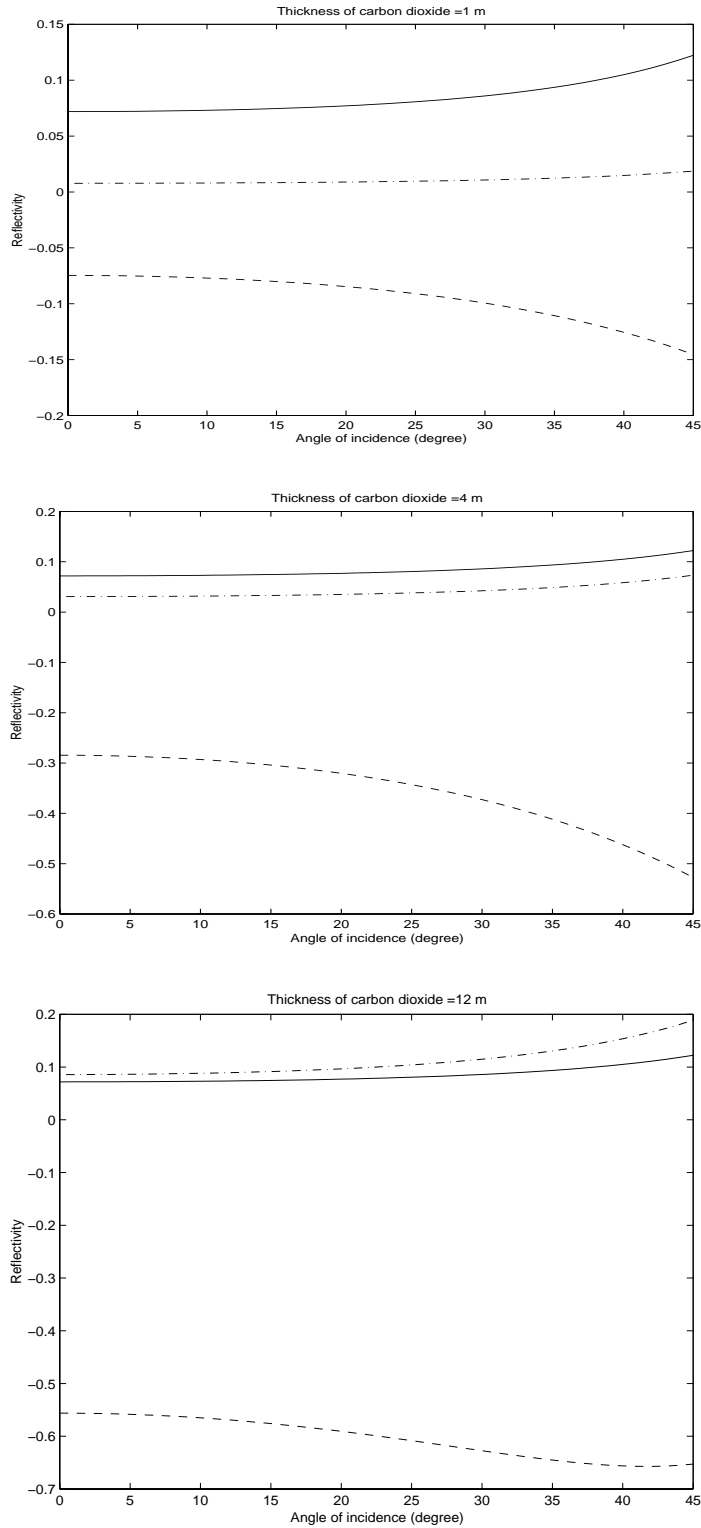 Thickness of carbon dioxide =1 m
0.15
0.1
0.05
0
−0.05
−0.1
−0.15
−0.2
Reflectivity
0 5 10 15 20 25 30 35 40 45
Angle of incidence (degree)
Thickness of carbon dioxide =4 m
0.2
0.1
0
−0.1
−0.2
−0.3
−0.4
−0.5
−0.6
Reflectivity
0 5 10 15 20 25 30 35 40 45
Angle of incidence (degree)
Thickness of carbon dioxide =12 m
0.2
0.1
0
−0.1
−0.2
−0.3
−0.4
−0.5
−0.6
−0.7
Reflectivity
0 5 10 15 20 25 30 35 40 45
Angle of incidence (degree)